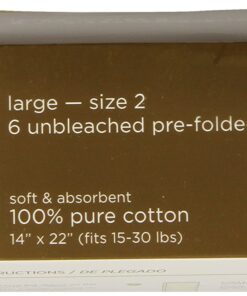 large — size 2
6 unbleached pre-folde
soft & absorbent
100% pure cotton
14” x 22” (fits 15-30 lbs)
RUCTIONS / DE PLEGADO